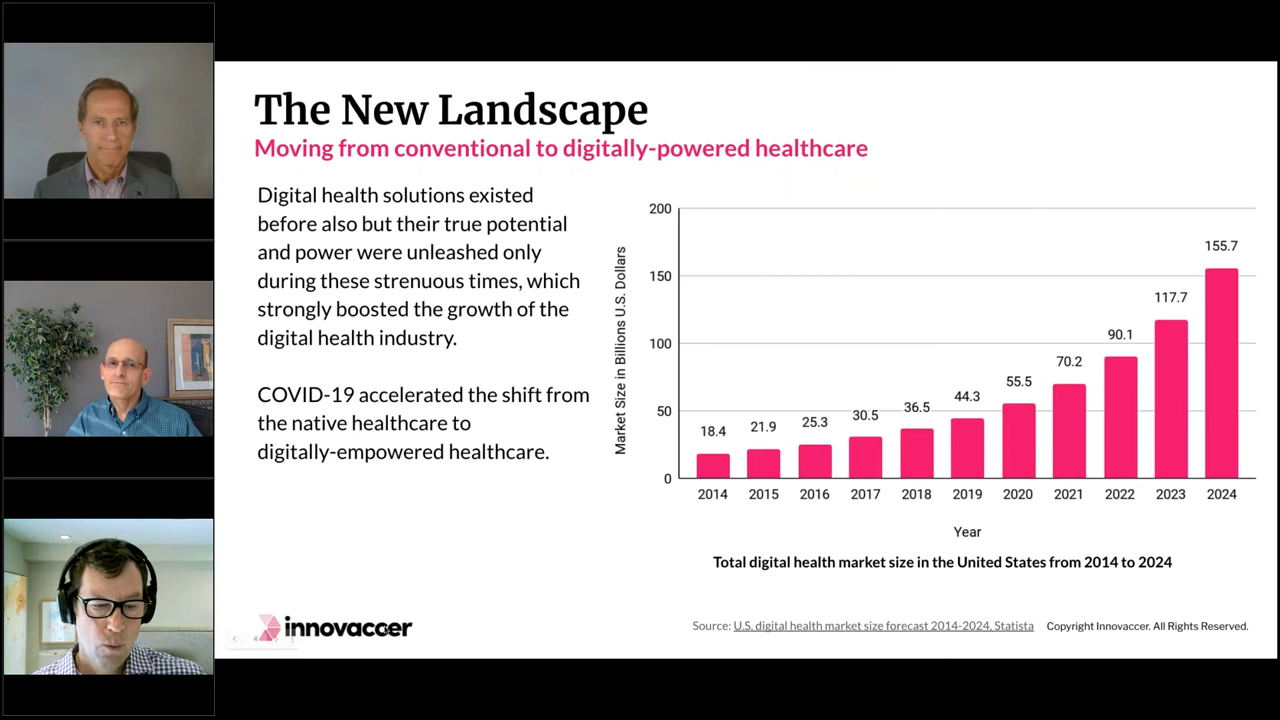 The New Landscape
Moving from conventional to digitally-powered healthcare
Digital health solutions existed
before also but their true potential
and power were unleashed only
during these strenuous times, which
strongly boosted the growth of the
digital health industry.
COVID-19 accelerated the shift from
the native healthcare to
digitally-empowered healthcare.
Market Size in Billions U.S. Dollars
200
150
100
50
0
18.4
21.9
25.3
30.5
36.5
44.3
55.5
70.2
90.1
117.7
155.7
2014 2015 2016 2017 2018 2019 2020 2021 2022 2023 2024
Year
Total digital health market size in the United States from 2014 to 2024
innovaccer
Source: U.S. digital health market size forecast 2014-2024, Statista
Copyright Innovaccer. All Rights Reserved.